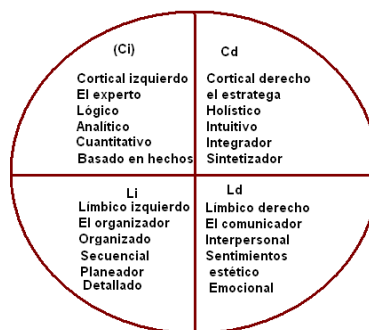 (Ci)
Cortical izquierdo
El experto
Lógico
Analítico
Cuantitativo
Basado en hechos
Cd
Cortical derecho
el estratega
Holístico
Intuitivo
Integrador
Sintetizador
Li
Límbico izquierdo
El organizador
Organizado
Secuencial
Planeador
Detallado
Ld
Límbico derecho
El comunicador
Interpersonal
Sentimientos
estético
Emocional